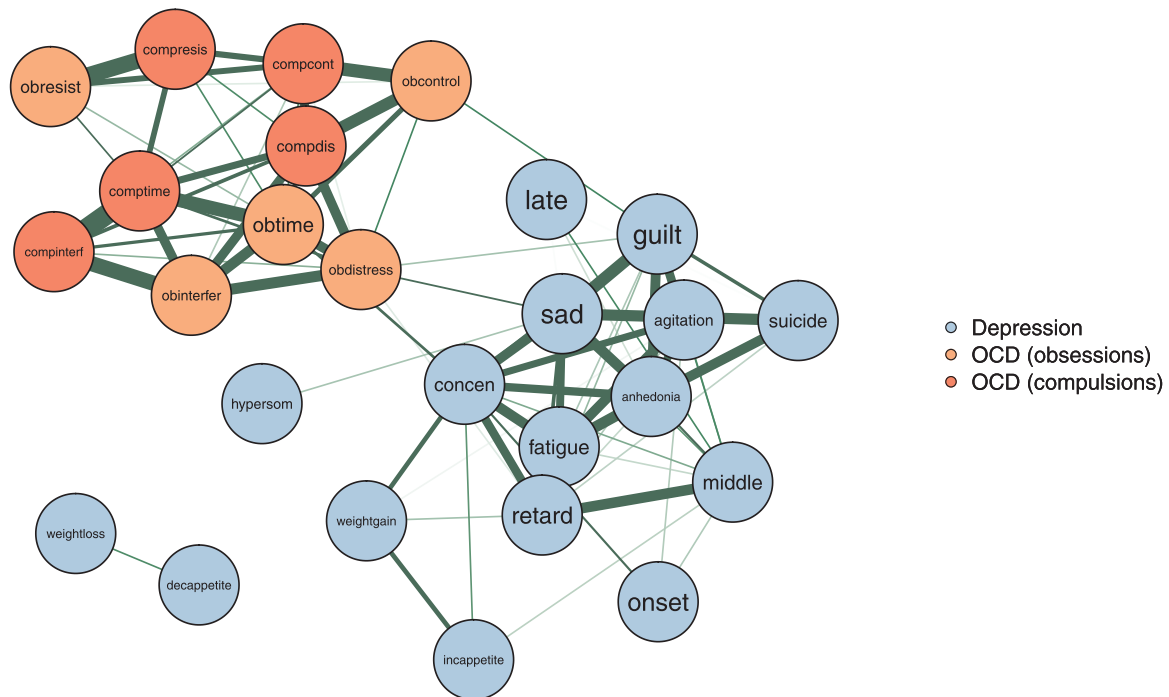 compresis
compcont
obcontrol
obresist
compdis
comptime
late
obtime
guilt
compinterf
obdistress
obinterfer
sad
agitation
suicide
Depression
OCD (obsessions)
OCD (compulsions)
concen
anhedonia
hypersom
fatigue
middle
retard
weightgain
weightloss
decappetite
onset
incappetite